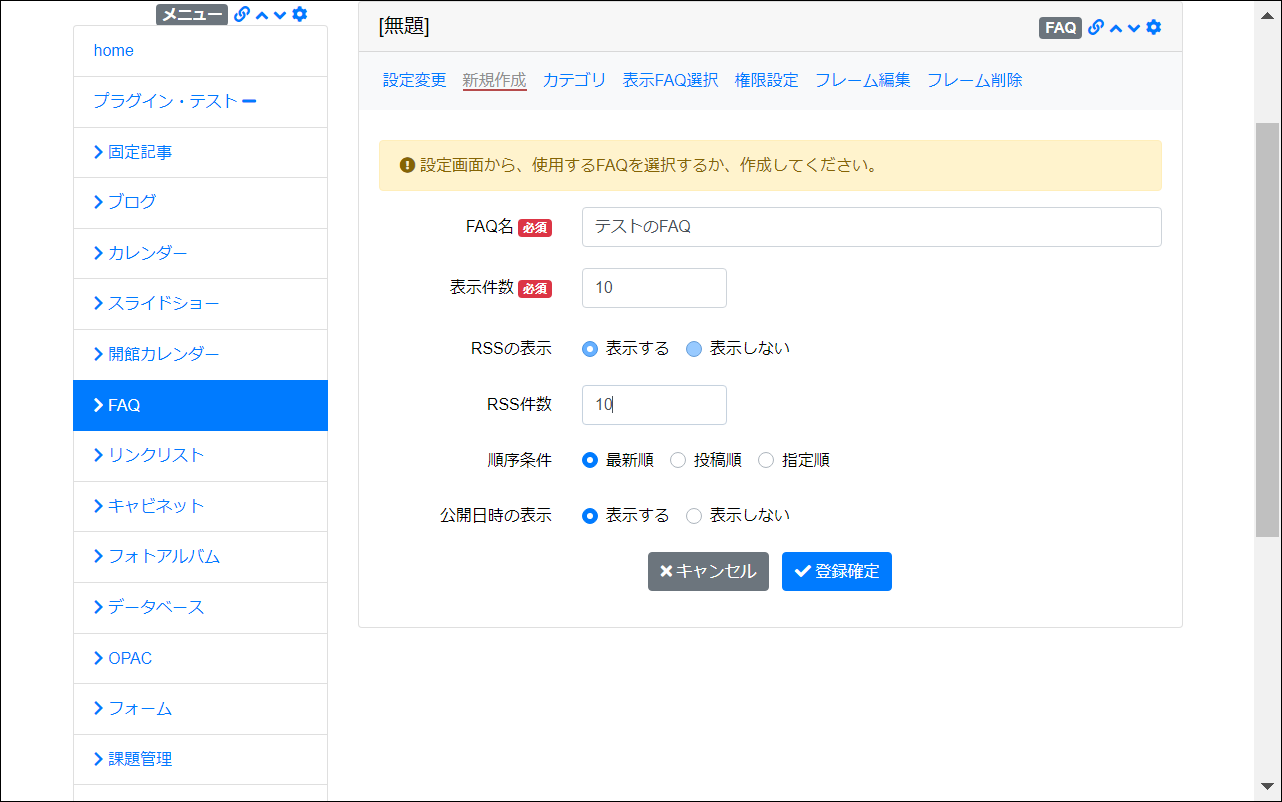 メニュー
home
プラグイン・テスト
固定記事
ブログ
カレンダー
スライドショー
開館カレンダー
FAQ
リンクリスト
キャビネット
フォトアルバム
データベース
OPAC
フォーム
課題管理
[無題]
FAQ
設定変更 新規作成 カテゴリ 表示FAQ選択 権限設定 フレーム編集 フレーム削除
設定画面から、使用するFAQを選択するか、作成してください。
FAQ名 必須 テストのFAQ
表示件数 必須 10
RSSの表示 表示する 表示しない
RSS件数 10
順序条件 最新順 投稿順 指定順
公開日時の表示 表示する 表示しない
キャンセル 登録確定